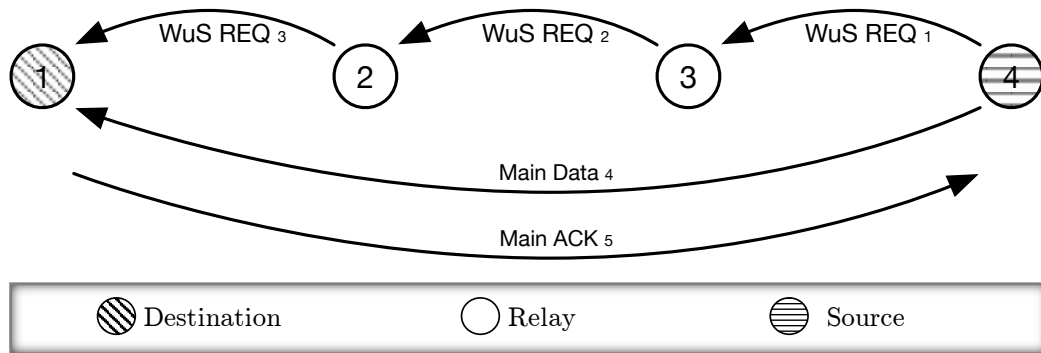 WuS REQ 3
WuS REQ 2
WuS REQ 1
1
2
3
4
Main Data 4
Main ACK 5
Destination
Relay
Source